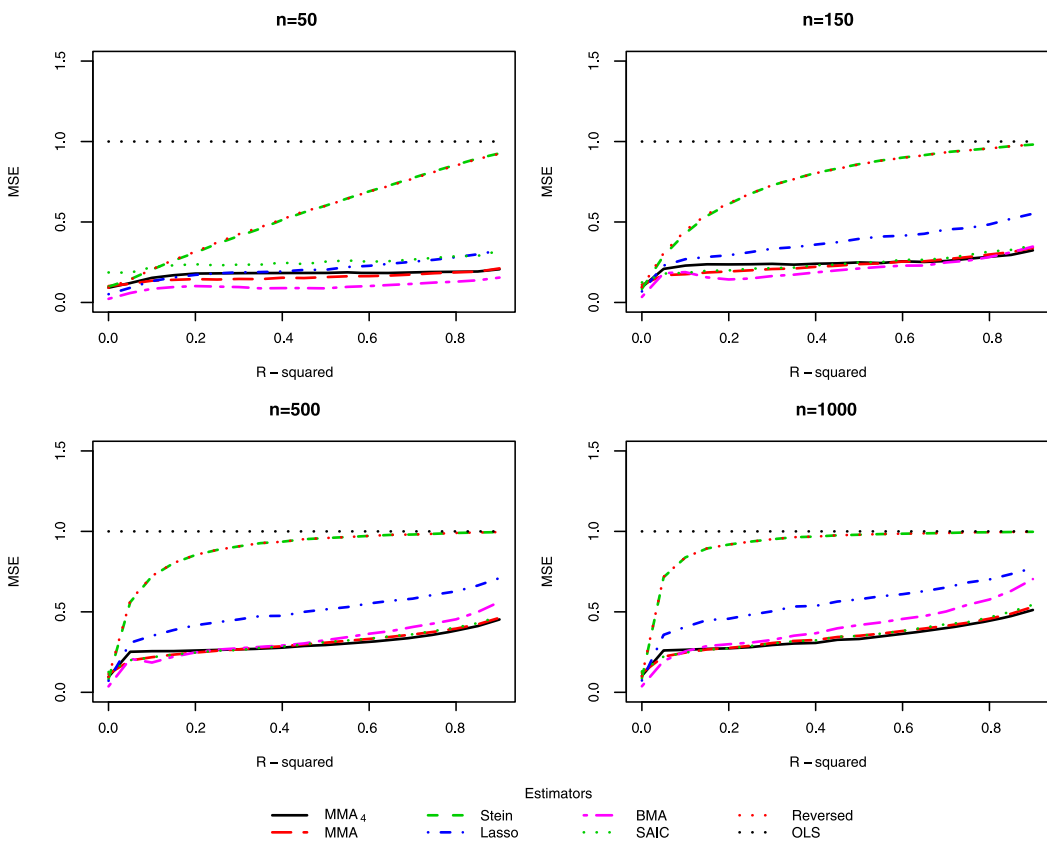 n=50
n=150
MSE
0.0 0.5 1.0 1.5
0.0 0.2 0.4 0.6 0.8
R – squared
MSE
0.0 0.5 1.0 1.5
0.0 0.2 0.4 0.6 0.8
R – squared
n=500
n=1000
MSE
0.0 0.5 1.0 1.5
0.0 0.2 0.4 0.6 0.8
R – squared
MSE
0.0 0.5 1.0 1.5
0.0 0.2 0.4 0.6 0.8
R – squared
Estimators
MMA 4 Stein BMA Reversed
MMA Lasso SAIC OLS